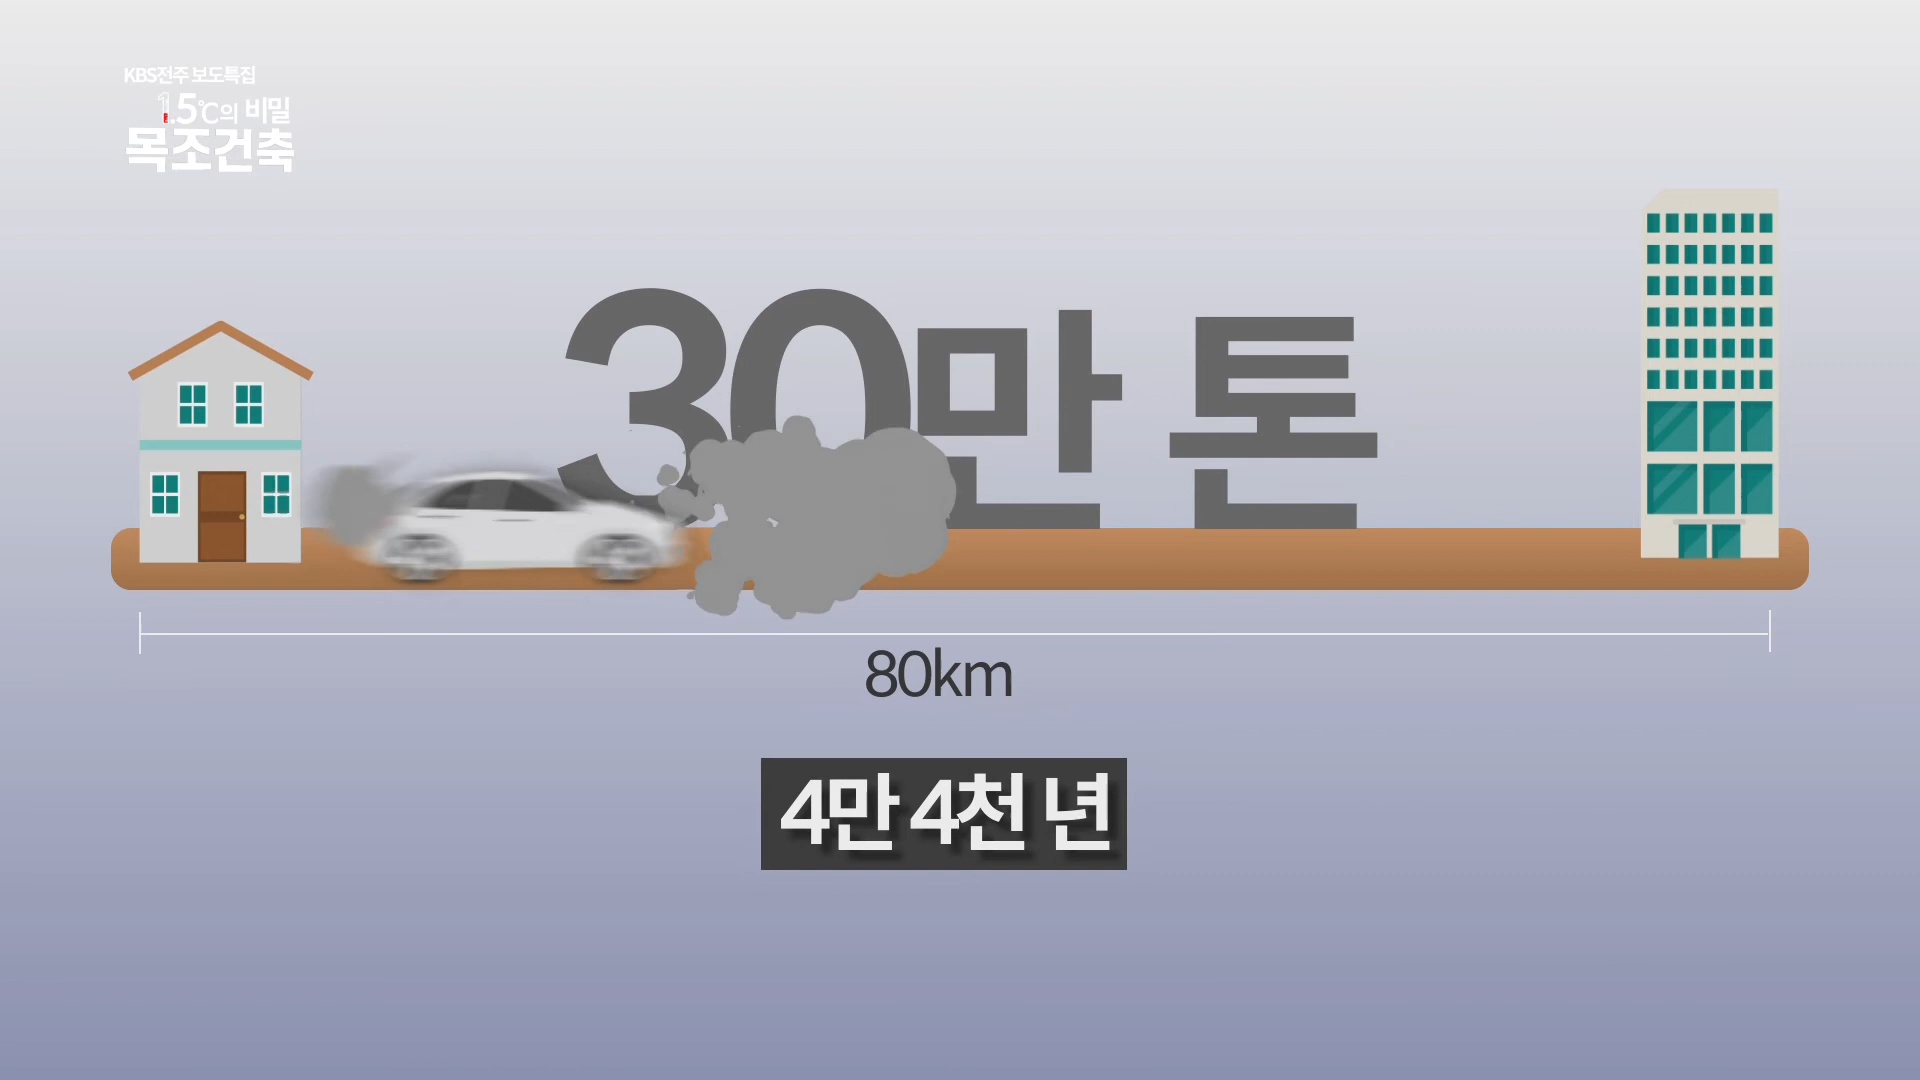 KBS전주 보도특집
1.5℃의 비밀
목조건축
30만 톤
80km
4만 4천 년